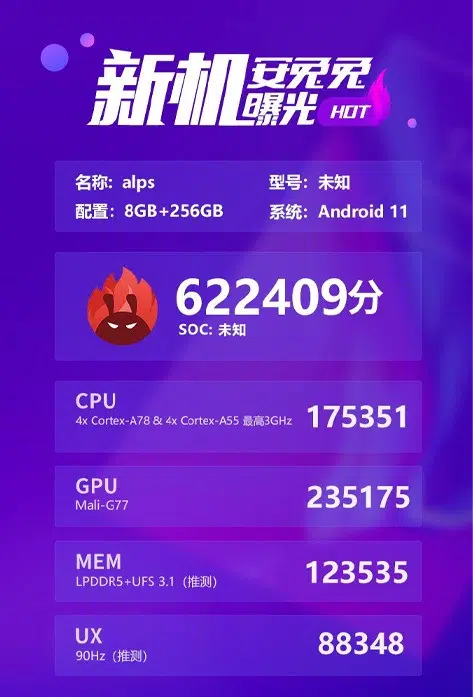 新机 安兔兔
曝光 HOT
名称：alps 型号：未知
配置：8GB+256GB 系统：Android 11
622409分
SOC: 未知
CPU
4x Cortex-A78 & 4x Cortex-A55 最高3GHz 175351
GPU
Mali-G77 235175
MEM
LPDDR5+UFS 3.1（推测） 123535
UX
90Hz（推测） 88348